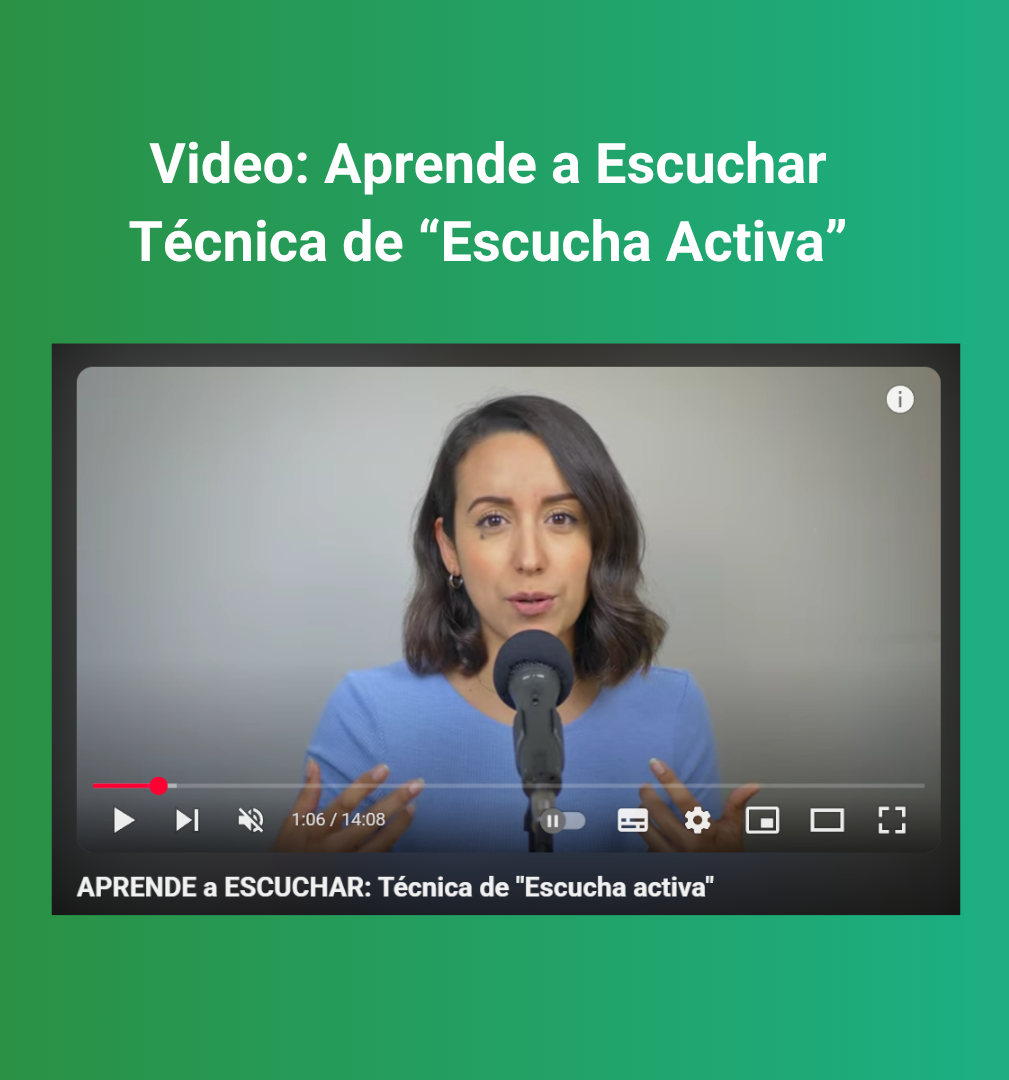 Video: Aprende a Escuchar
Técnica de “Escucha Activa”
1:06 / 14:08
APRENDE a ESCUCHAR: Técnica de "Escucha activa"